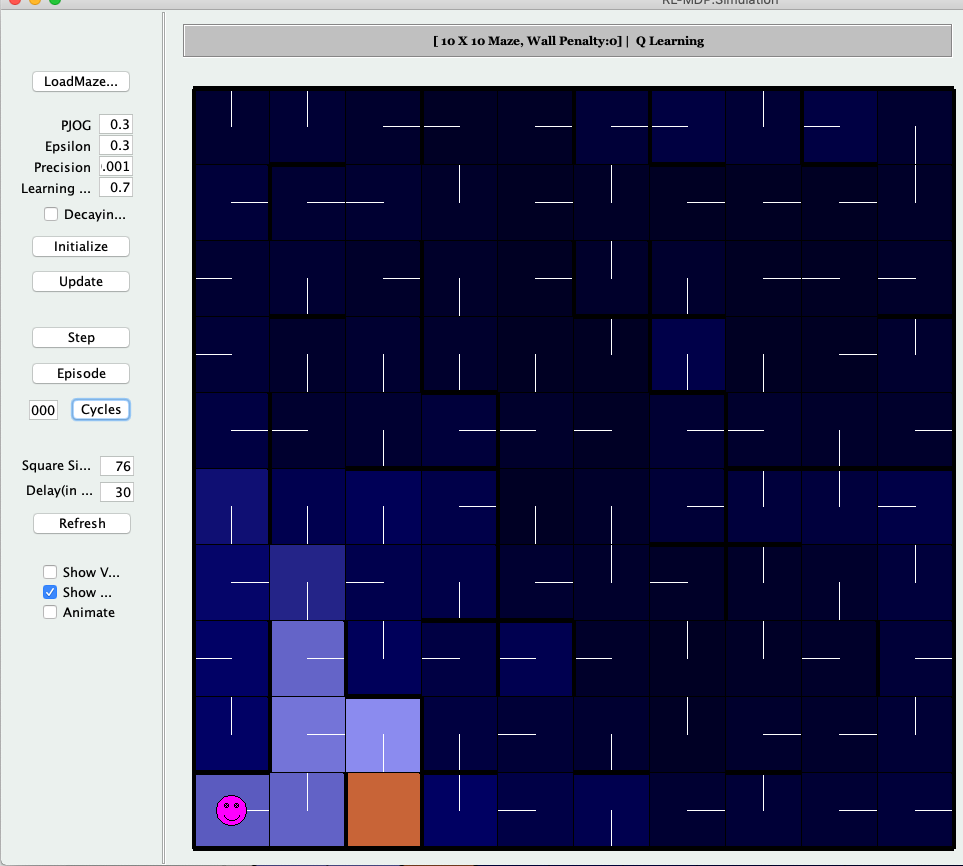 RL-MDP:Simulation
[ 10 X 10 Maze, Wall Penalty:0] | Q Learning
LoadMaze...
PJOG 0.3
Epsilon 0.3
Precision .001
Learning ... 0.7
Decayin...
Initialize
Update
Step
Episode
000 Cycles
Square Si... 76
Delay(in ... 30
Refresh
Show V...
Show ...
Animate